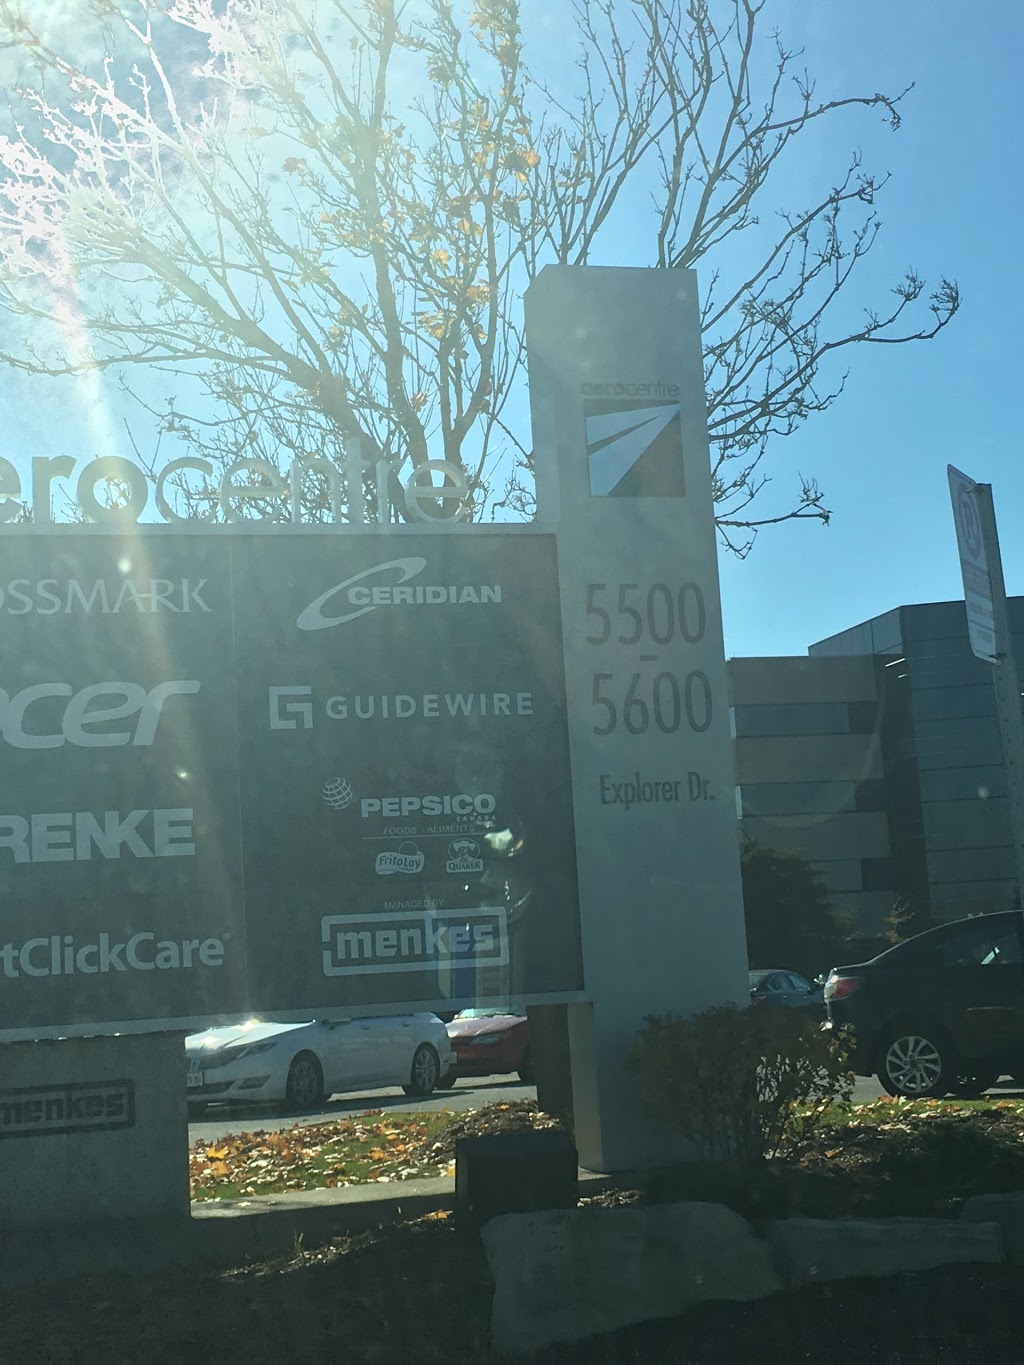 aerocentre
erocentre
OSSMARK
CERIDIAN
5500
-
5600
Explorer Dr.
cer
GUIDEWIRE
RENKE
PEPSICO
CANADA
FOODS - ALIMENTS
FritoLay
QUAKER
tClickCare
MANAGED BY
menkes
menkes